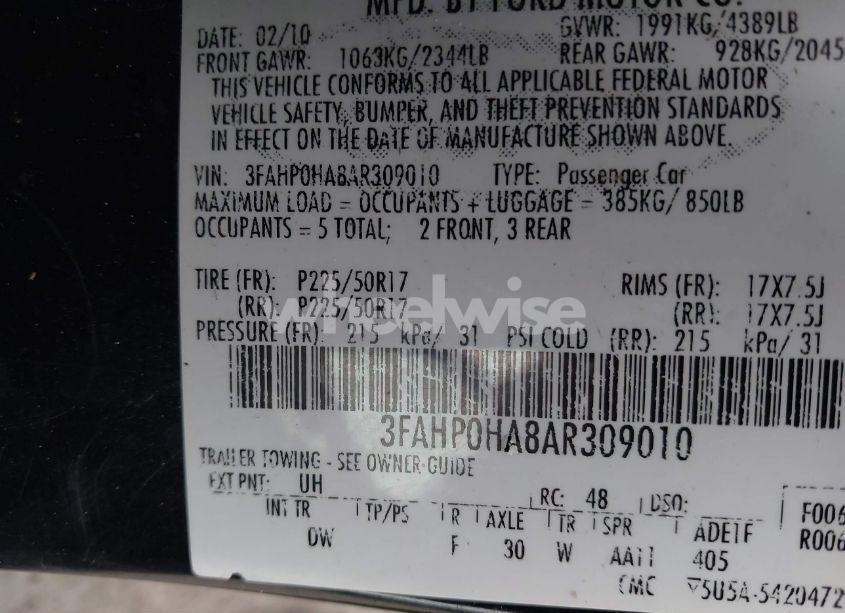 MFD. BY FORD MOTOR CO.
DATE: 02/10 GVWR: 1991KG/4389LB
FRONT GAWR: 1063KG/2344LB REAR GAWR: 928KG/2045
THIS VEHICLE CONFORMS TO ALL APPLICABLE FEDERAL MOTOR
VEHICLE SAFETY, BUMPER, AND THEFT PREVENTION STANDARDS
IN EFFECT ON THE DATE OF MANUFACTURE SHOWN ABOVE.
VIN: 3FAHP0HA8AR309010 TYPE: Passenger Car
MAXIMUM LOAD = OCCUPANTS + LUGGAGE = 385KG/ 850LB
OCCUPANTS = 5 TOTAL; 2 FRONT, 3 REAR
TIRE (FR): P225/50R17 RIMS (FR): 17X7.5J
(RR): P225/50R17 (RR): 17X7.5J
wheelwise
PRESSURE (FR): 215 kPa/ 31 PSI COLD (RR): 215 kPa/ 31
3FAHP0HA8AR309010
TRAILER TOWING - SEE OWNER GUIDE
EXT PNT: UH RC: 48 DSO: F006
INT TR TP/PS R AXLE TR SPR ADE1F R006
DW F 30 W AA11 405
CMC 5U5A-5420472